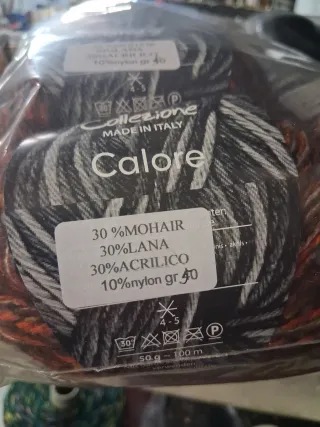 10%nylon gr 50
Collezione
MADE IN ITALY
Calore
30 %MOHAIR
30%LANA
30%ACRILICO
10%nylon gr 50
4 - 5
30°
P
50 g - 100 m